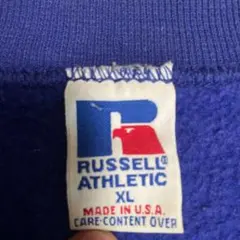 RUSSELL®
ATHLETIC
XL
MADE IN U.S.A.
CARE-CONTENT OVER